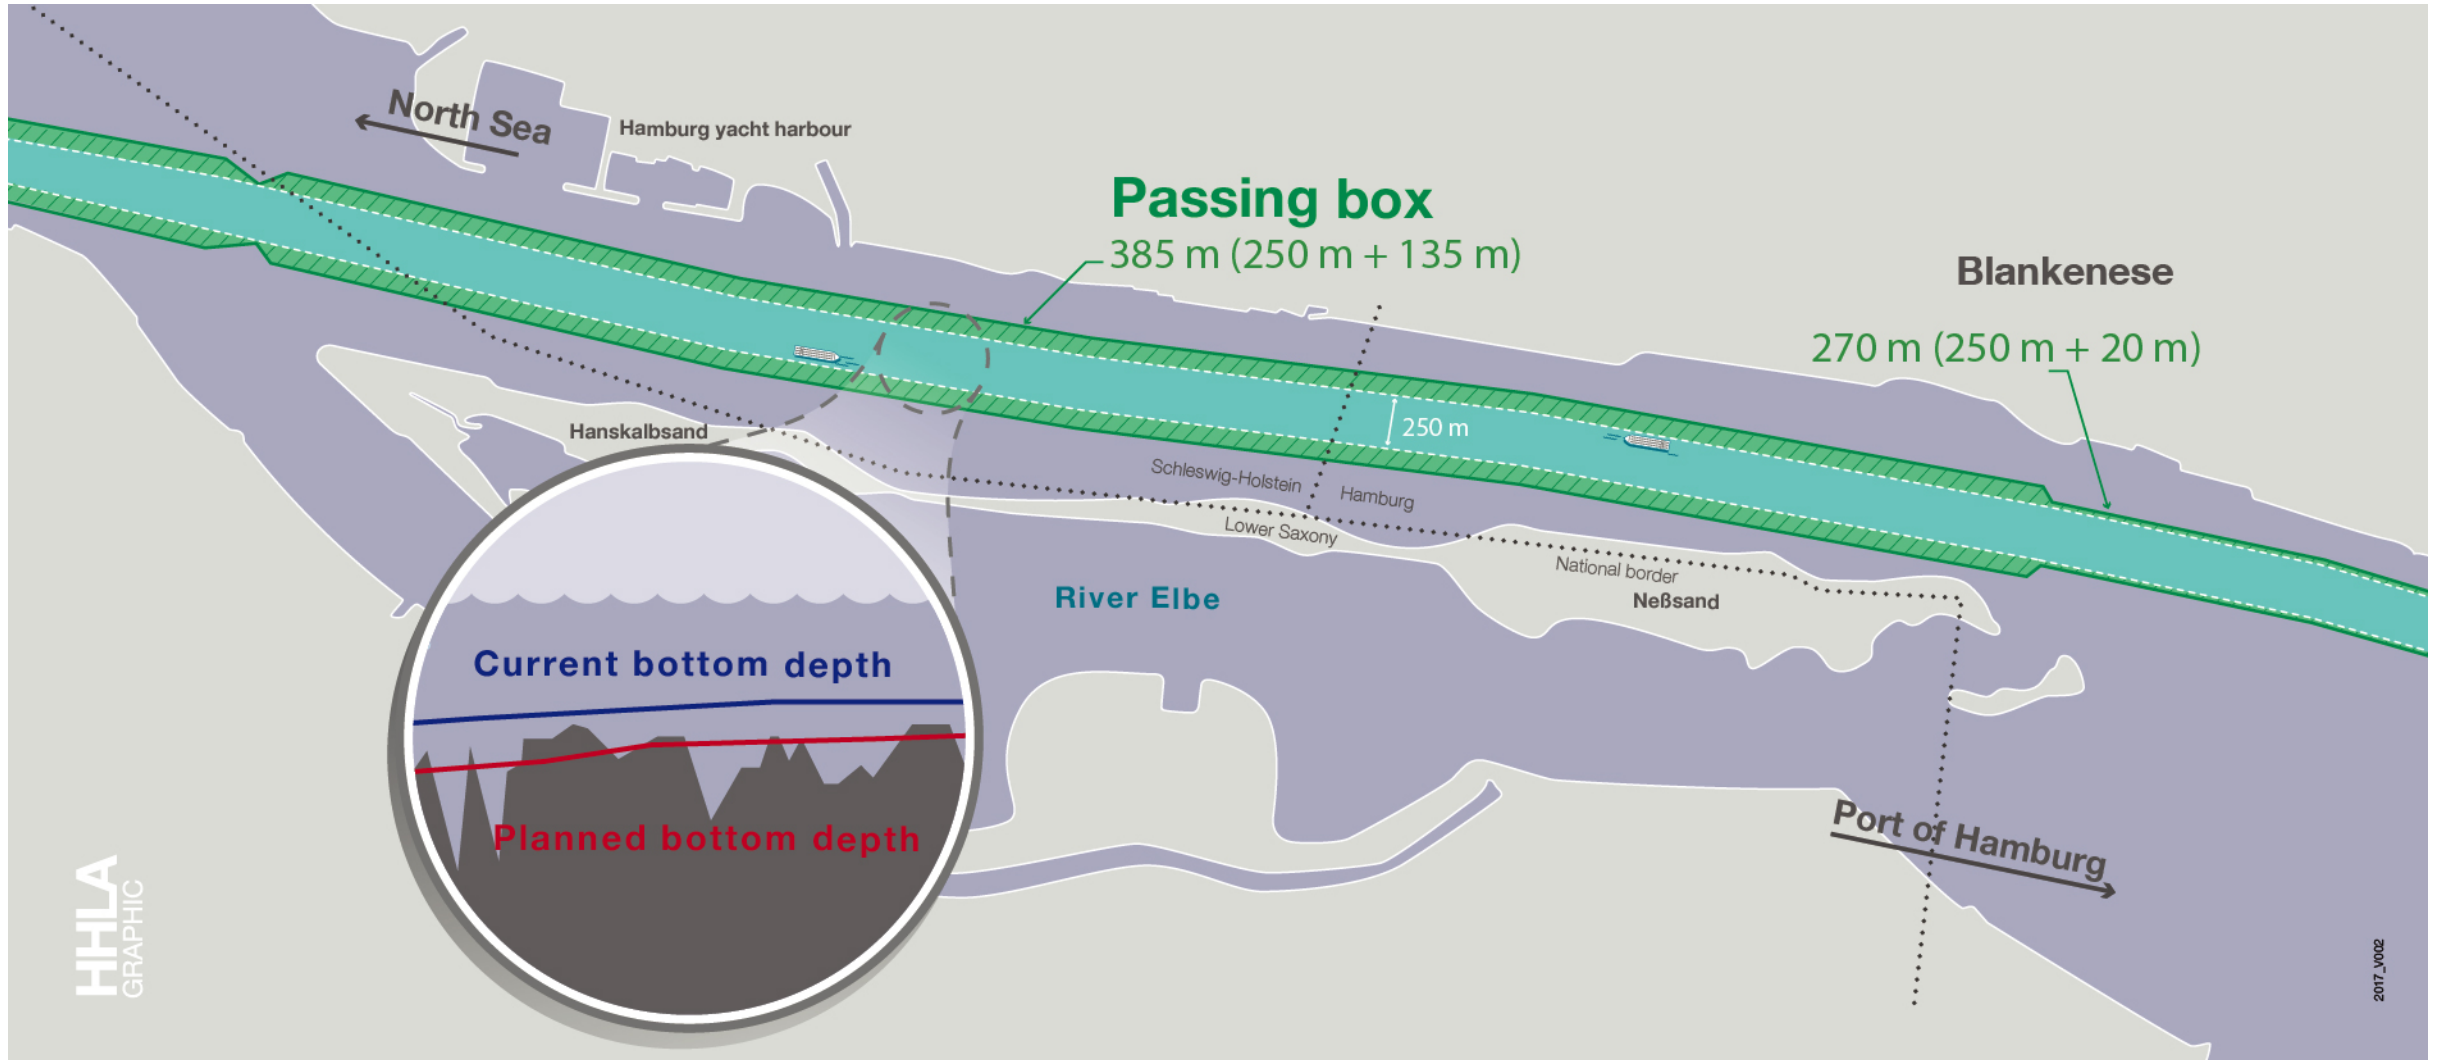 North Sea
Hamburg yacht harbour
Passing box
385 m (250 m + 135 m)
Blankenese
270 m (250 m + 20 m)
250 m
Hanskalbsand
Schleswig-Holstein
Hamburg
Lower Saxony
National border
Neßsand
River Elbe
Current bottom depth
Planned bottom depth
Port of Hamburg
HHLA
GRAPHIC
2017_V002